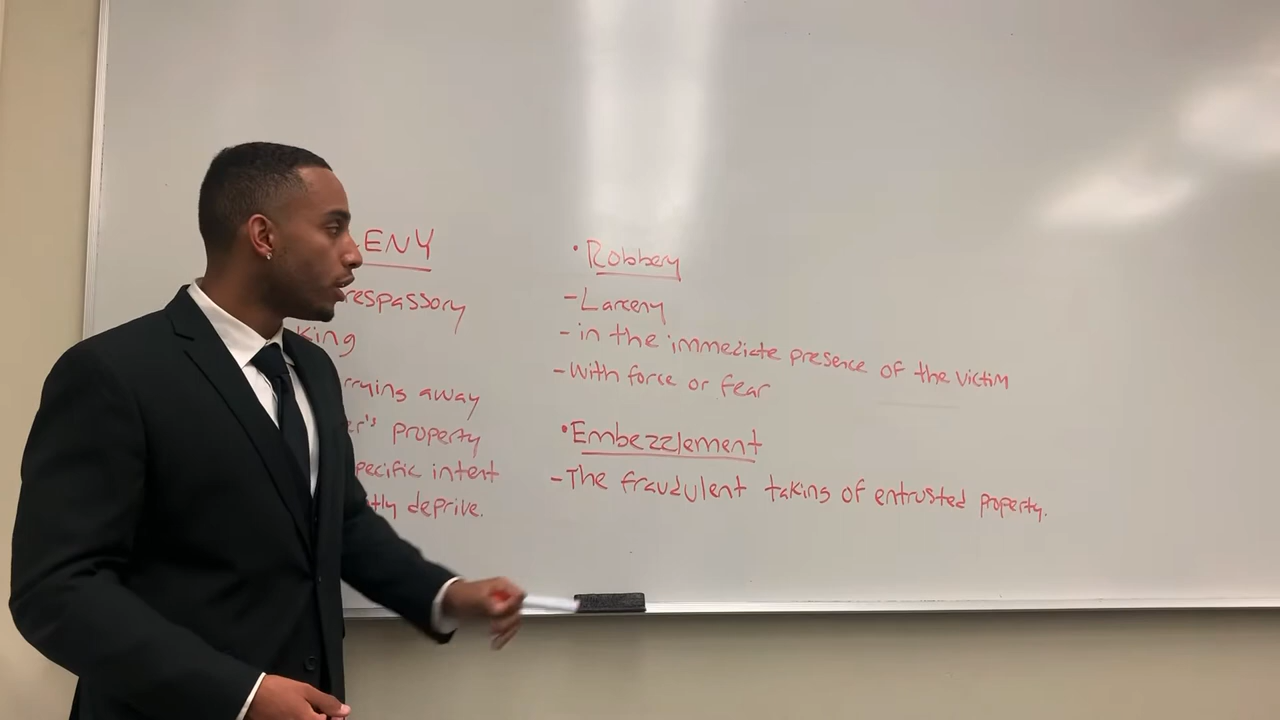 ENY
respassory
king
rrying away
er's property
pecific intent
tly deprive.
• Robbery
- Larceny
- in the immediate presence of the victim
- With force or fear
• Embezzlement
- The fraudulent taking of entrusted property.